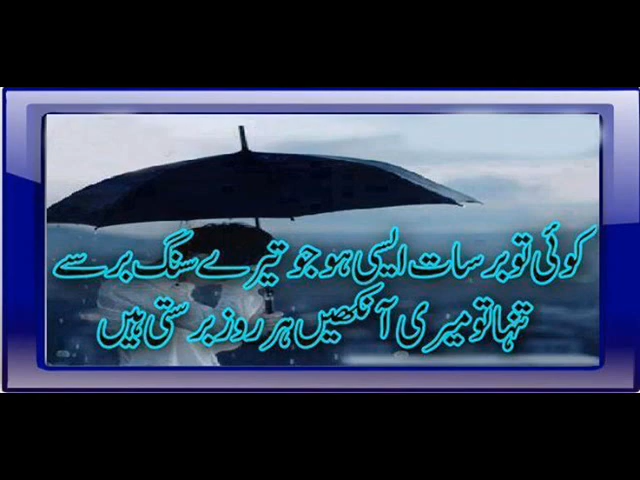 کوئی تو برسات ایسی ہو جو تیرے سنگ برسے
تنہا تو میری آنکھیں ہر روز برستی ہیں